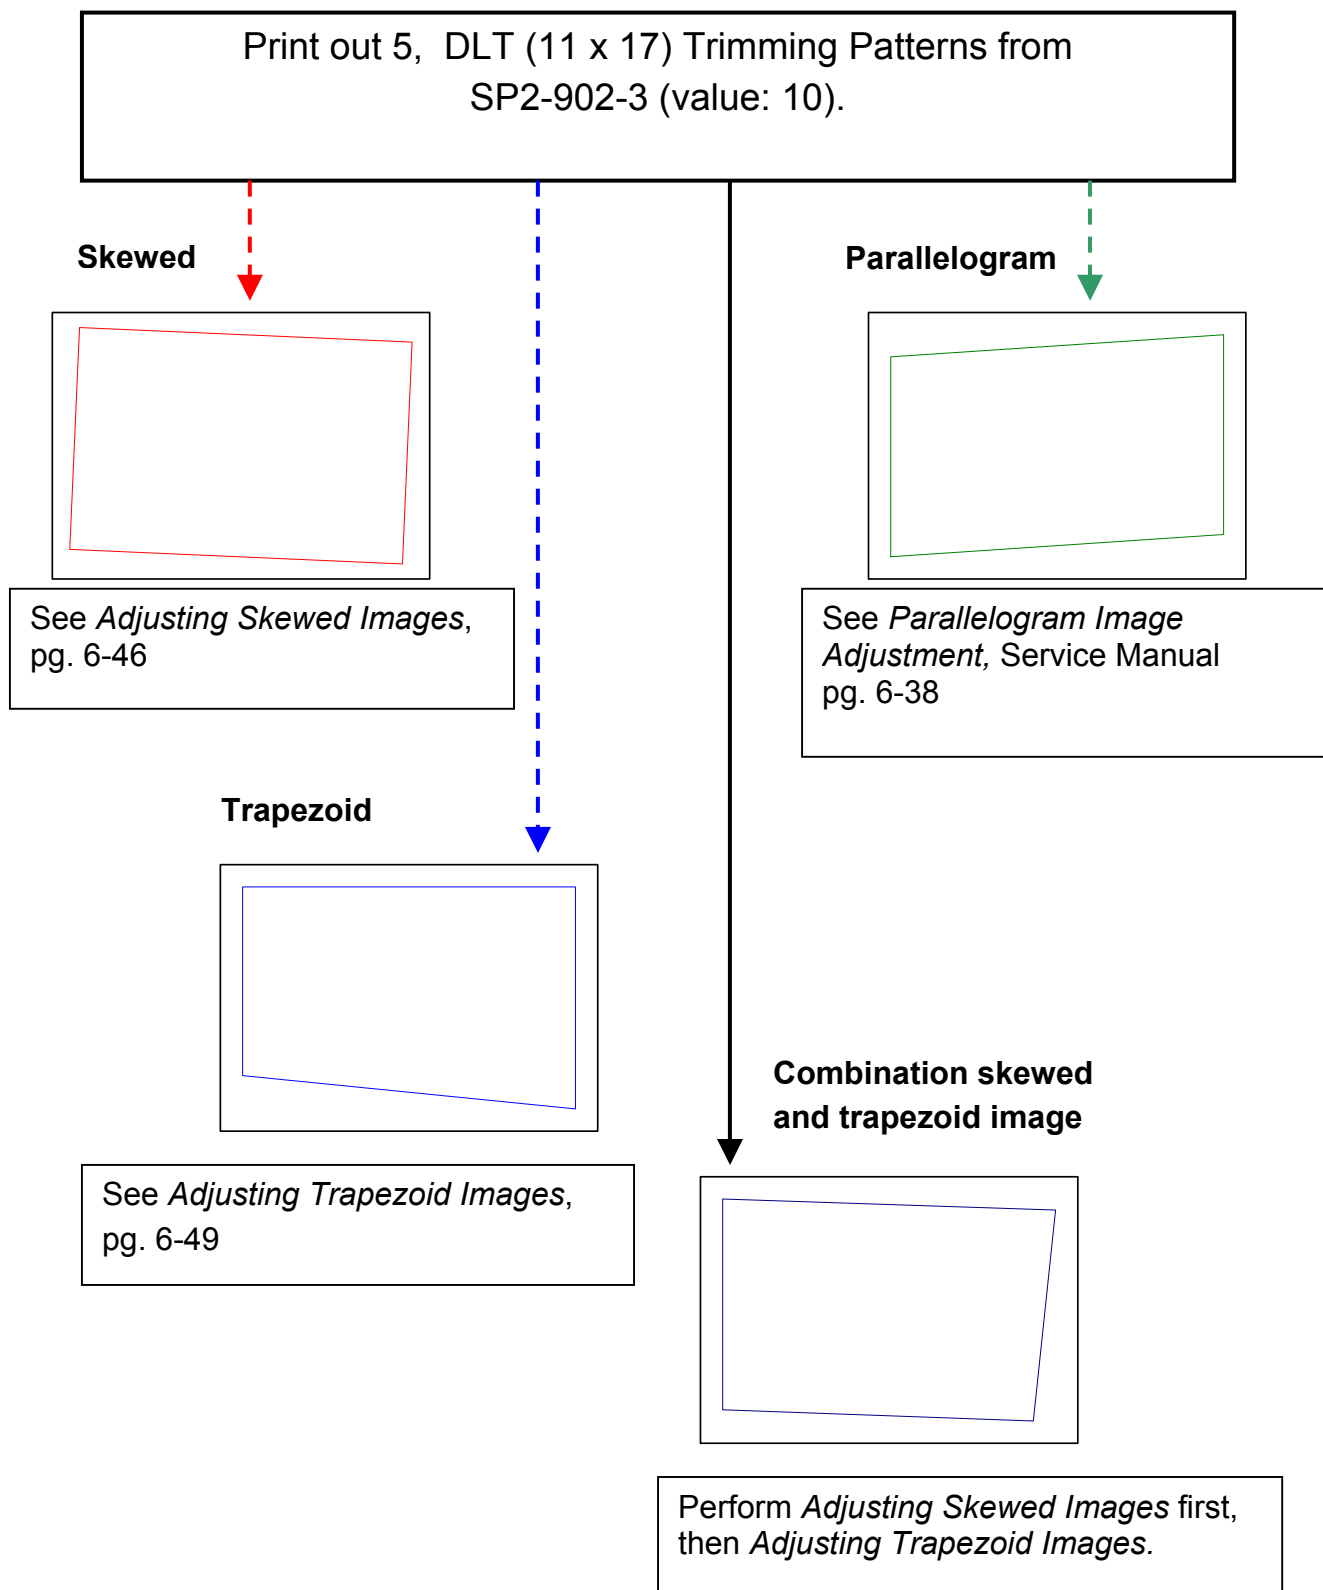 Print out 5, DLT (11 x 17) Trimming Patterns from
SP2-902-3 (value: 10).
Skewed
Parallelogram
See Adjusting Skewed Images,
pg. 6-46
See Parallelogram Image
Adjustment, Service Manual
pg. 6-38
Trapezoid
See Adjusting Trapezoid Images,
pg. 6-49
Combination skewed
and trapezoid image
Perform Adjusting Skewed Images first,
then Adjusting Trapezoid Images.